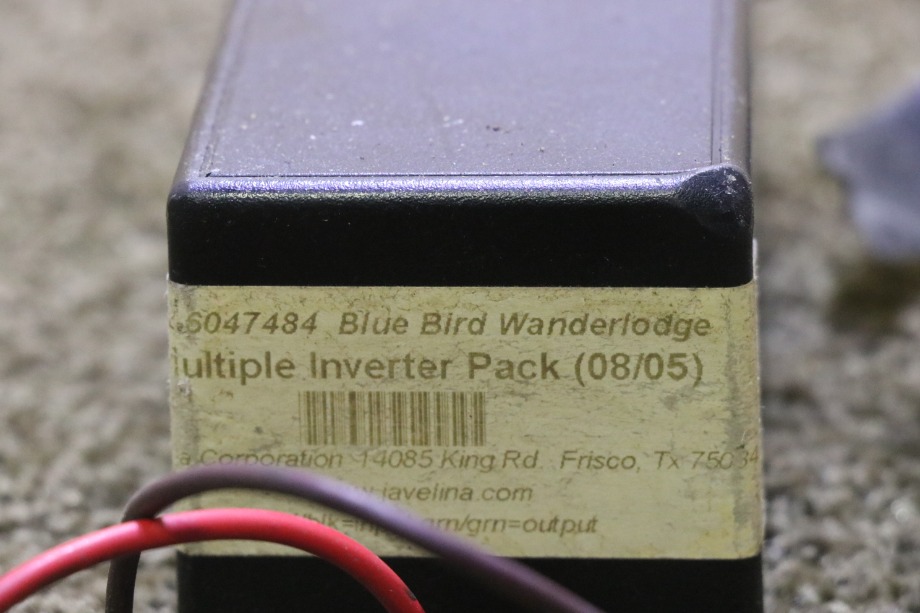 6047484 Blue Bird Wanderlodge
ultiple Inverter Pack (08/05)
a Corporation 14085 King Rd. Frisco, Tx 75034
javelina.com
grn=output